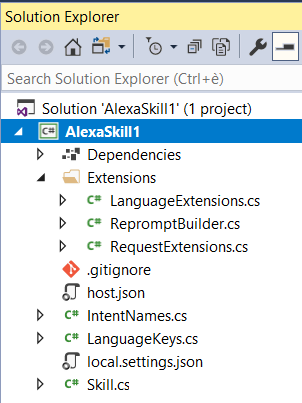 Solution Explorer
Search Solution Explorer (Ctrl+è)
Solution 'AlexaSkill1' (1 project)
C# AlexaSkill1
Dependencies
Extensions
C# LanguageExtensions.cs
C# RepromptBuilder.cs
C# RequestExtensions.cs
.gitignore
host.json
C# IntentNames.cs
C# LanguageKeys.cs
local.settings.json
C# Skill.cs